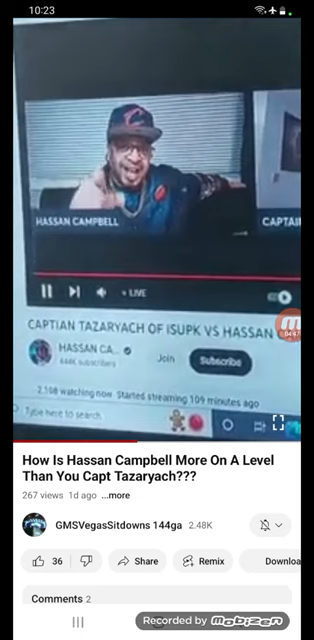 10:23
HASSAN CAMPBELL
CAPTAI
LIVE
CAPTIAN TAZARYACH OF ISUPK VS HASSAN
HASSAN CA...
444K subscribers
Join
Subscribe
2,108 watching now Started streaming 109 minutes ago
Type here to search
How Is Hassan Campbell More On A Level
Than You Capt Tazaryach???
267 views 1d ago ...more
GMSVegasSitdowns 144ga 2.48K
36
Share
Remix
Downloa
Comments 2
Recorded by mobizen